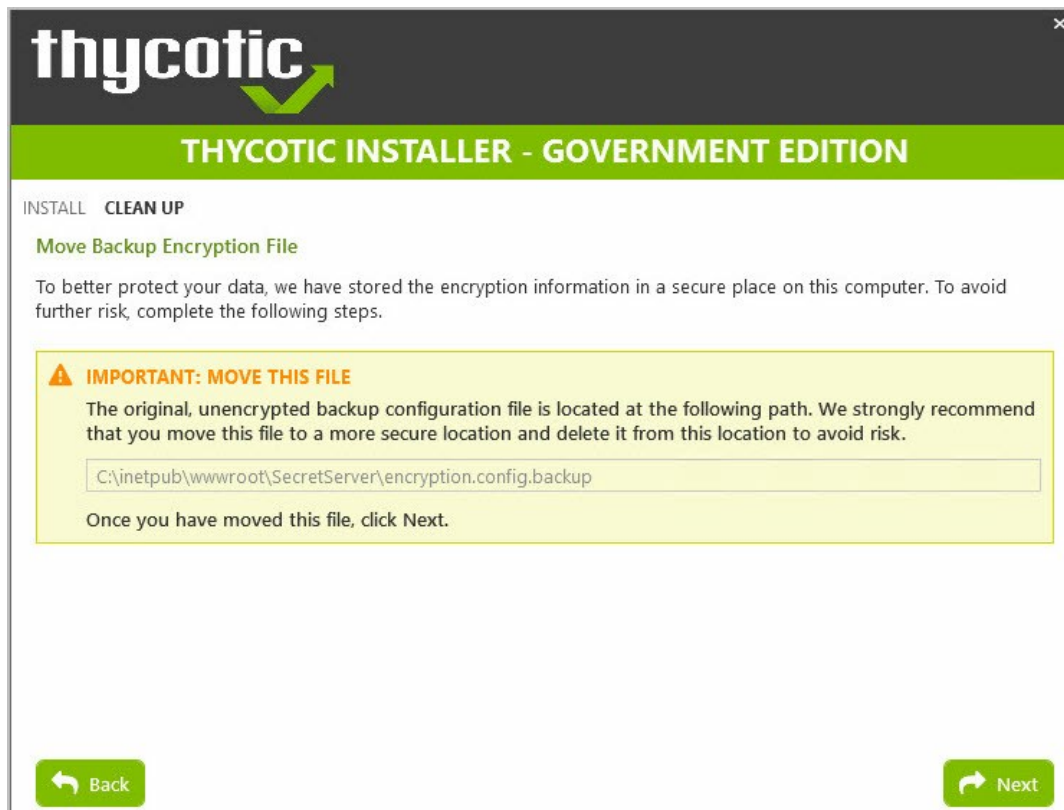 thycotic
THYCOTIC INSTALLER - GOVERNMENT EDITION
INSTALL CLEAN UP
Move Backup Encryption File
To better protect your data, we have stored the encryption information in a secure place on this computer. To avoid
further risk, complete the following steps.
IMPORTANT: MOVE THIS FILE
The original, unencrypted backup configuration file is located at the following path. We strongly recommend
that you move this file to a more secure location and delete it from this location to avoid risk.
C:\inetpub\wwwroot\SecretServer\encryption.config.backup
Once you have moved this file, click Next.
Back Next